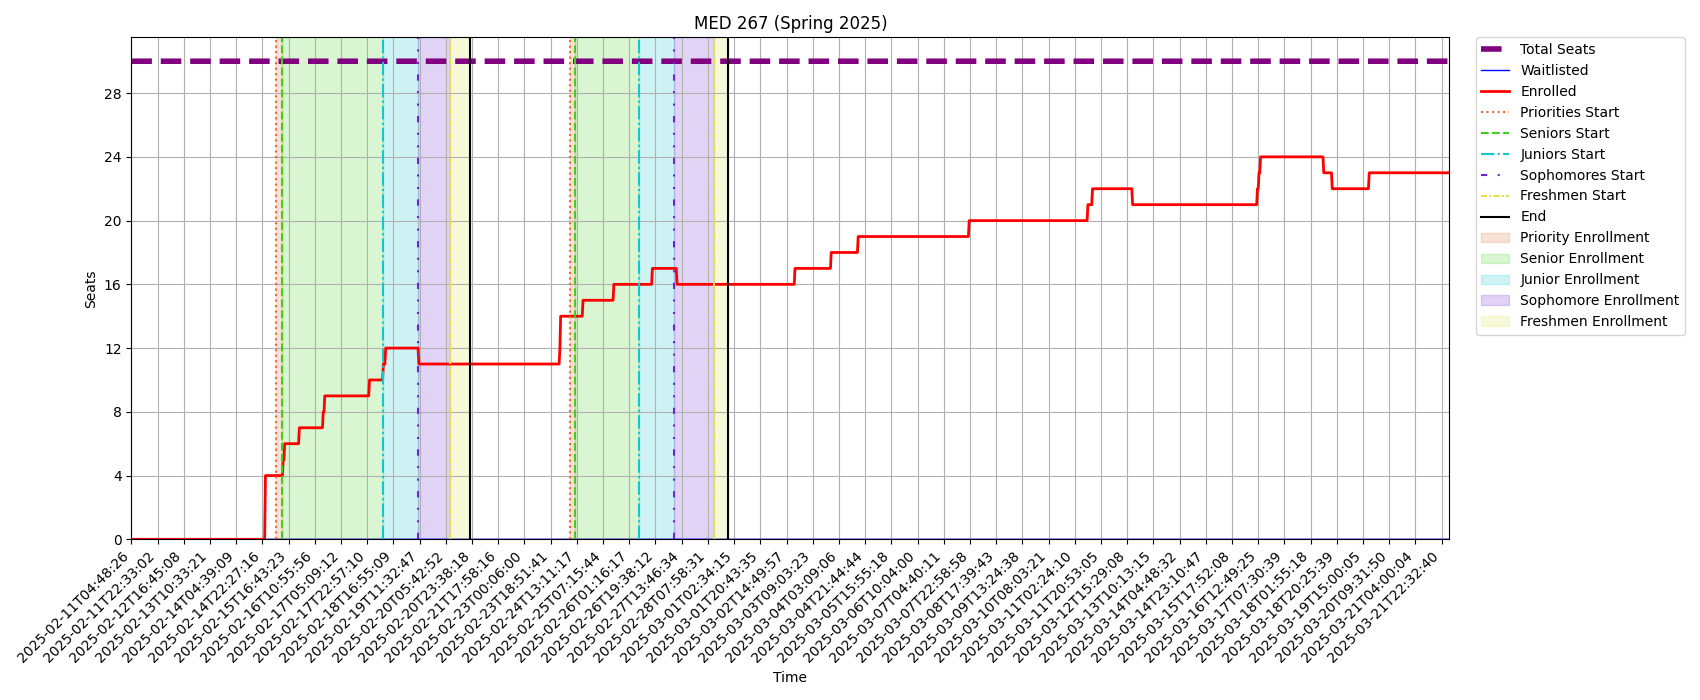 MED 267 (Spring 2025)
Seats
28
24
20
16
12
8
4
0
2025-02-11T04:48:26
2025-02-11T22:33:02
2025-02-12T16:45:08
2025-02-13T10:33:21
2025-02-14T04:39:09
2025-02-14T22:27:16
2025-02-15T16:43:23
2025-02-16T10:55:56
2025-02-17T05:09:12
2025-02-17T22:57:10
2025-02-18T16:55:09
2025-02-19T11:32:47
2025-02-20T05:42:52
2025-02-20T23:38:18
2025-02-21T17:58:16
2025-02-23T00:06:00
2025-02-23T18:51:41
2025-02-24T13:11:17
2025-02-25T07:15:44
2025-02-26T01:16:17
2025-02-26T19:38:12
2025-02-27T13:46:34
2025-02-28T07:58:31
2025-03-01T02:34:15
2025-03-01T20:43:35
2025-03-02T14:49:57
2025-03-03T09:03:23
2025-03-04T03:09:06
2025-03-04T21:44:44
2025-03-05T15:55:18
2025-03-06T10:04:00
2025-03-07T04:40:11
2025-03-07T22:58:58
2025-03-08T17:39:43
2025-03-09T13:24:38
2025-03-10T08:03:21
2025-03-11T02:24:10
2025-03-11T20:53:05
2025-03-12T15:29:08
2025-03-13T10:13:15
2025-03-14T04:48:32
2025-03-14T23:10:47
2025-03-15T17:52:08
2025-03-16T12:49:25
2025-03-17T07:30:39
2025-03-18T01:55:18
2025-03-18T20:25:39
2025-03-19T15:00:05
2025-03-20T09:31:50
2025-03-21T04:00:04
2025-03-21T22:32:40
Time
Total Seats
Waitlisted
Enrolled
Priorities Start
Seniors Start
Juniors Start
Sophomores Start
Freshmen Start
End
Priority Enrollment
Senior Enrollment
Junior Enrollment
Sophomore Enrollment
Freshmen Enrollment